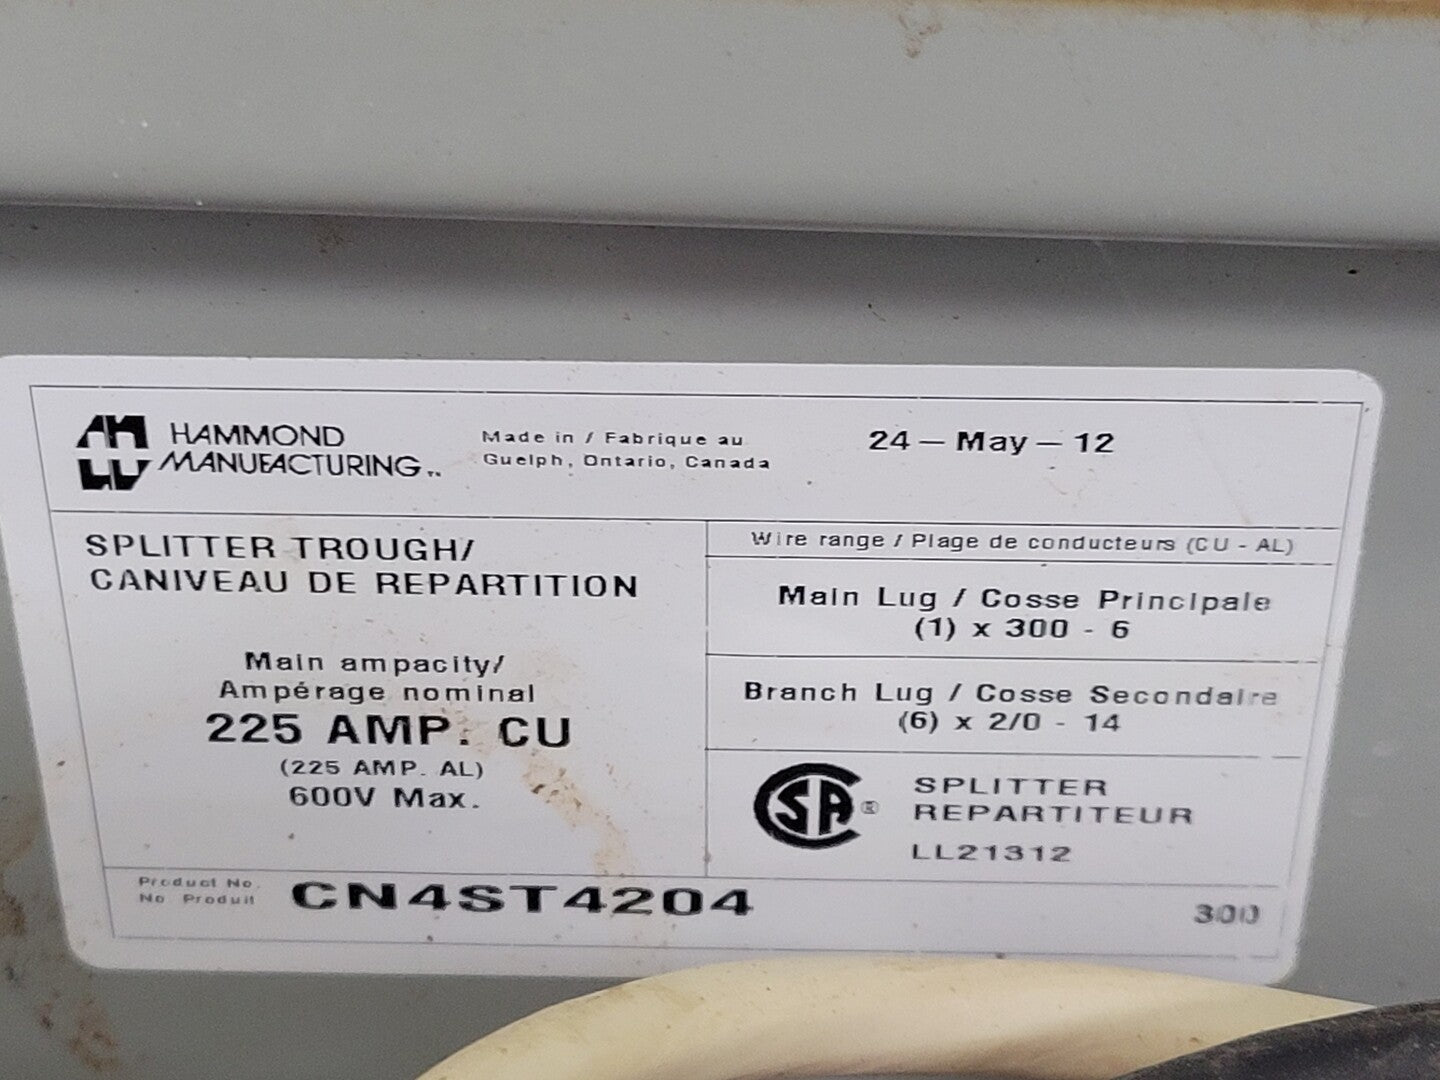 HAMMOND
MANUFACTURING™
Made in / Fabrique au
Guelph, Ontario, Canada
24 - May - 12
SPLITTER TROUGH/
CANIVEAU DE REPARTITION
Main ampacity/
Ampérage nominal
225 AMP. CU
(225 AMP. AL)
600V Max.
Wire range / Plage de conducteurs (CU - AL)
Main Lug / Cosse Principale
(1) x 300 - 6
Branch Lug / Cosse Secondaire
(6) x 2/0 - 14
CSA®
SPLITTER
REPARTITEUR
LL21312
Product No.
No Produit
CN4ST4204
300